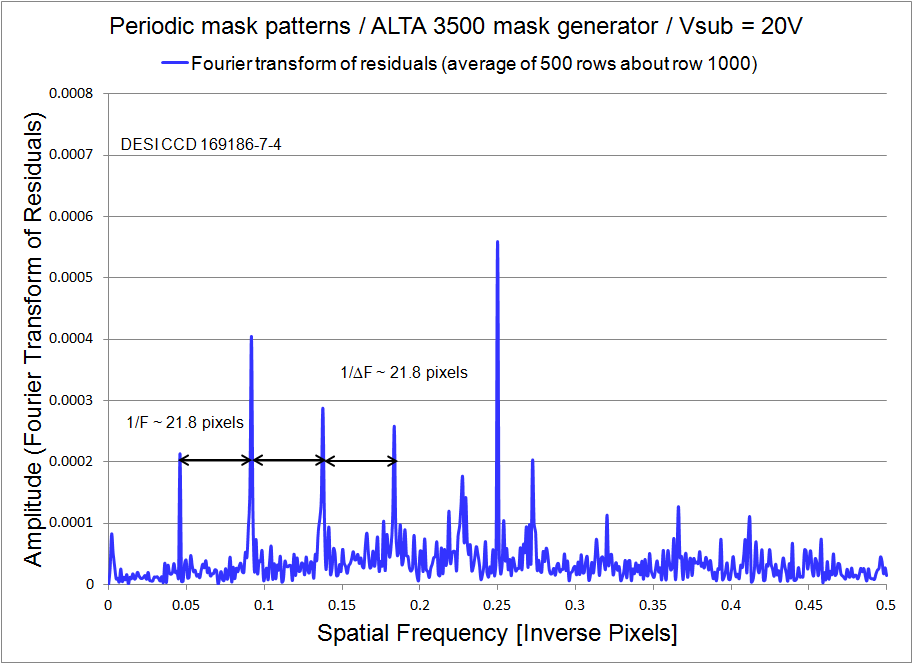 Periodic mask patterns / ALTA 3500 mask generator / Vsub = 20V
Fourier transform of residuals (average of 500 rows about row 1000)
Amplitude (Fourier Transform of Residuals)
0.0008
DESI CCD 169186-7-4
0.0007
0.0006
0.0005
0.0004
1/ΔF ~ 21.8 pixels
0.0003
1/F ~ 21.8 pixels
0.0002
0.0001
0
0 0.05 0.1 0.15 0.2 0.25 0.3 0.35 0.4 0.45 0.5
Spatial Frequency [Inverse Pixels]